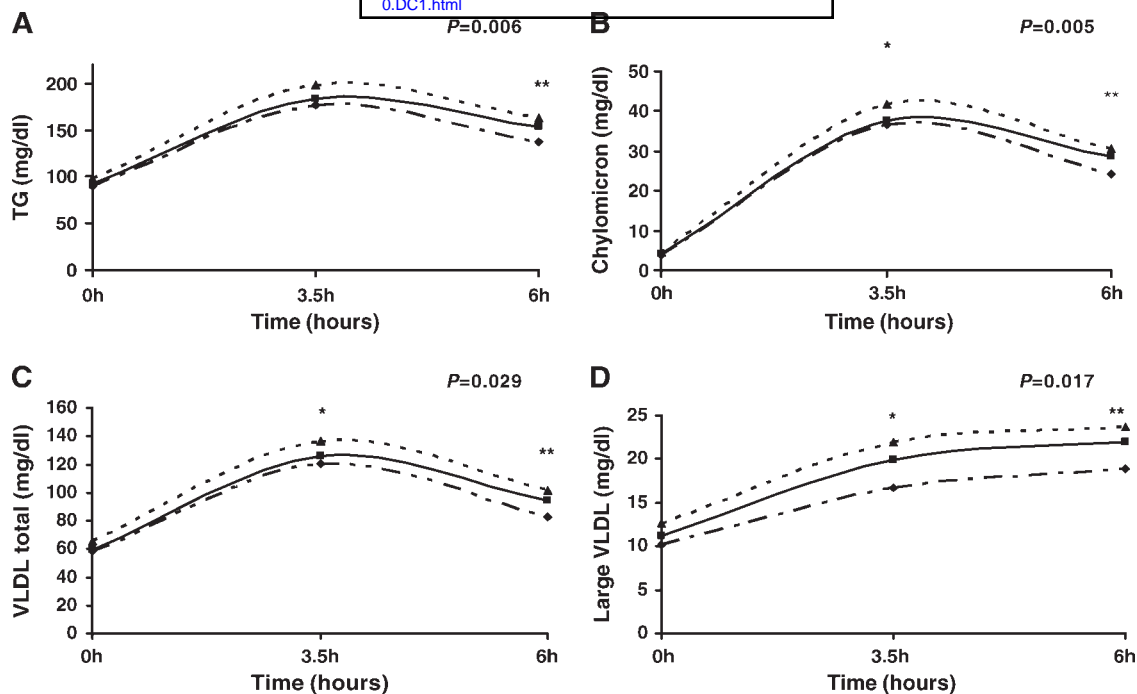 0.DC1.html
A
P=0.006
TG (mg/dl)
200
150
100
50
0
**
0h
3.5h
6h
Time (hours)
B
P=0.005
Chylomicron (mg/dl)
50
40
30
20
10
0
*
**
0h
3.5h
6h
Time (hours)
C
P=0.029
VLDL total (mg/dl)
160
140
120
100
80
60
40
20
0
*
**
0h
3.5h
6h
Time (hours)
D
P=0.017
Large VLDL (mg/dl)
25
20
15
10
5
0
*
**
0h
3.5h
6h
Time (hours)